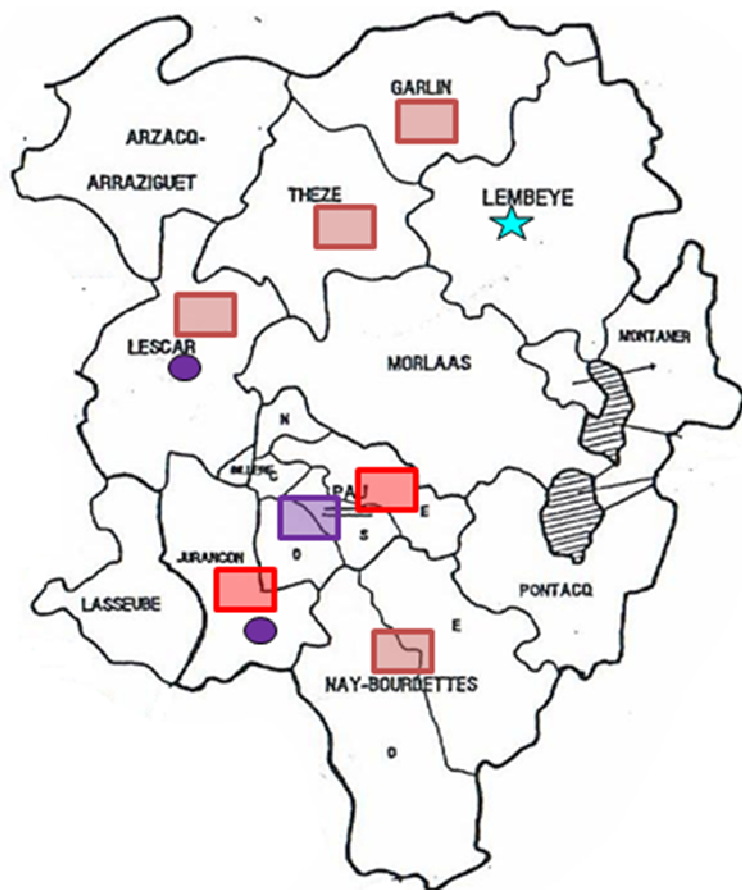 GARLIN
ARZACQ-
ARRAZIGUET
THEZE
LEMBEYE
LESCAR
MONTANER
MORLAAS
N
C
PAU
E
S
O
JURANCON
LASSEUBE
PONTACQ
E
NAY-BOURDETTES
O